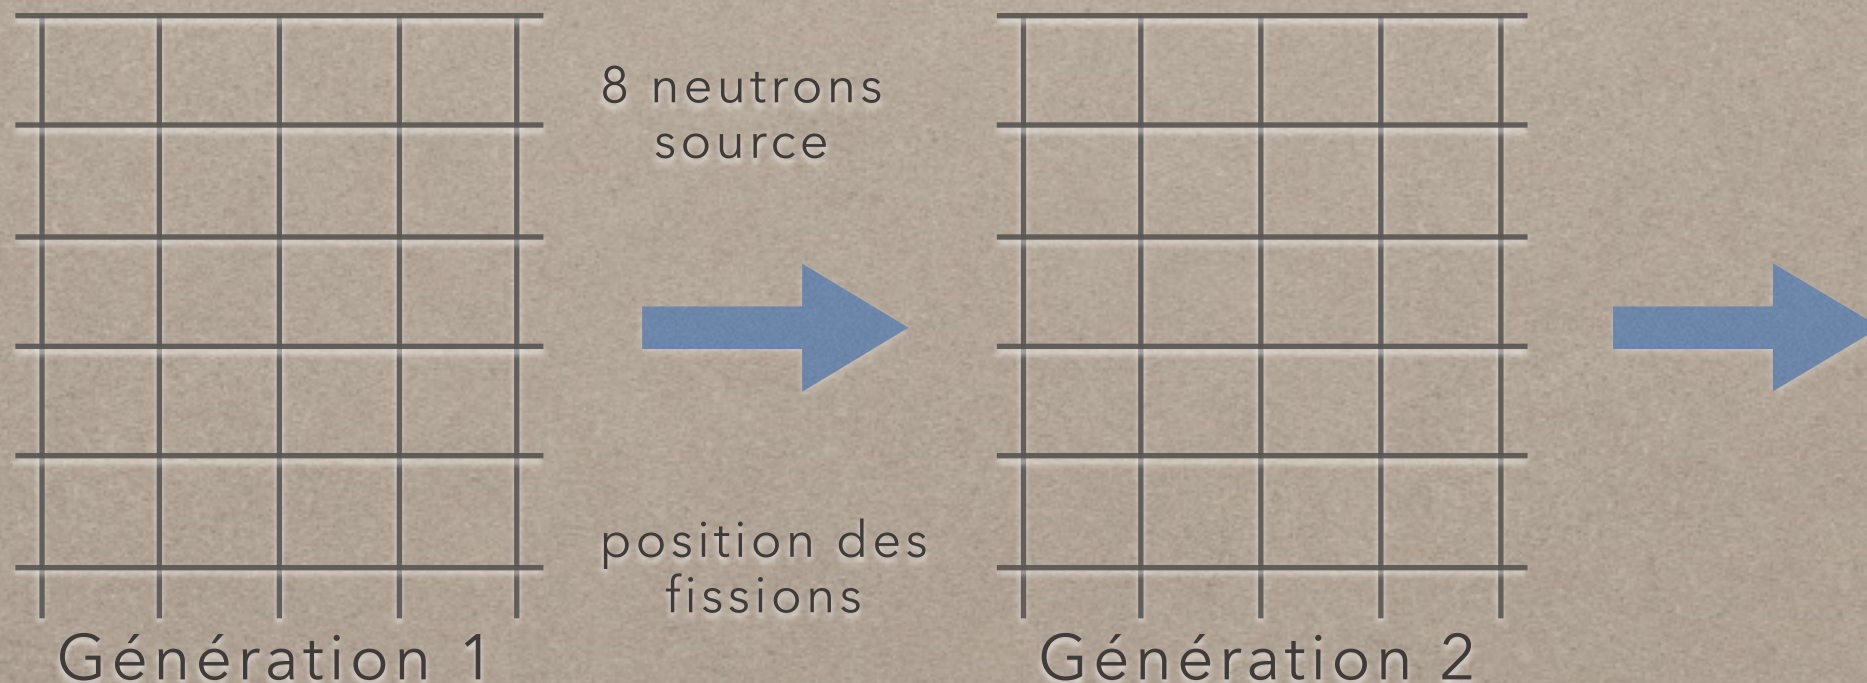 8 neutrons
source
position des
fissions
Génération 1
Génération 2